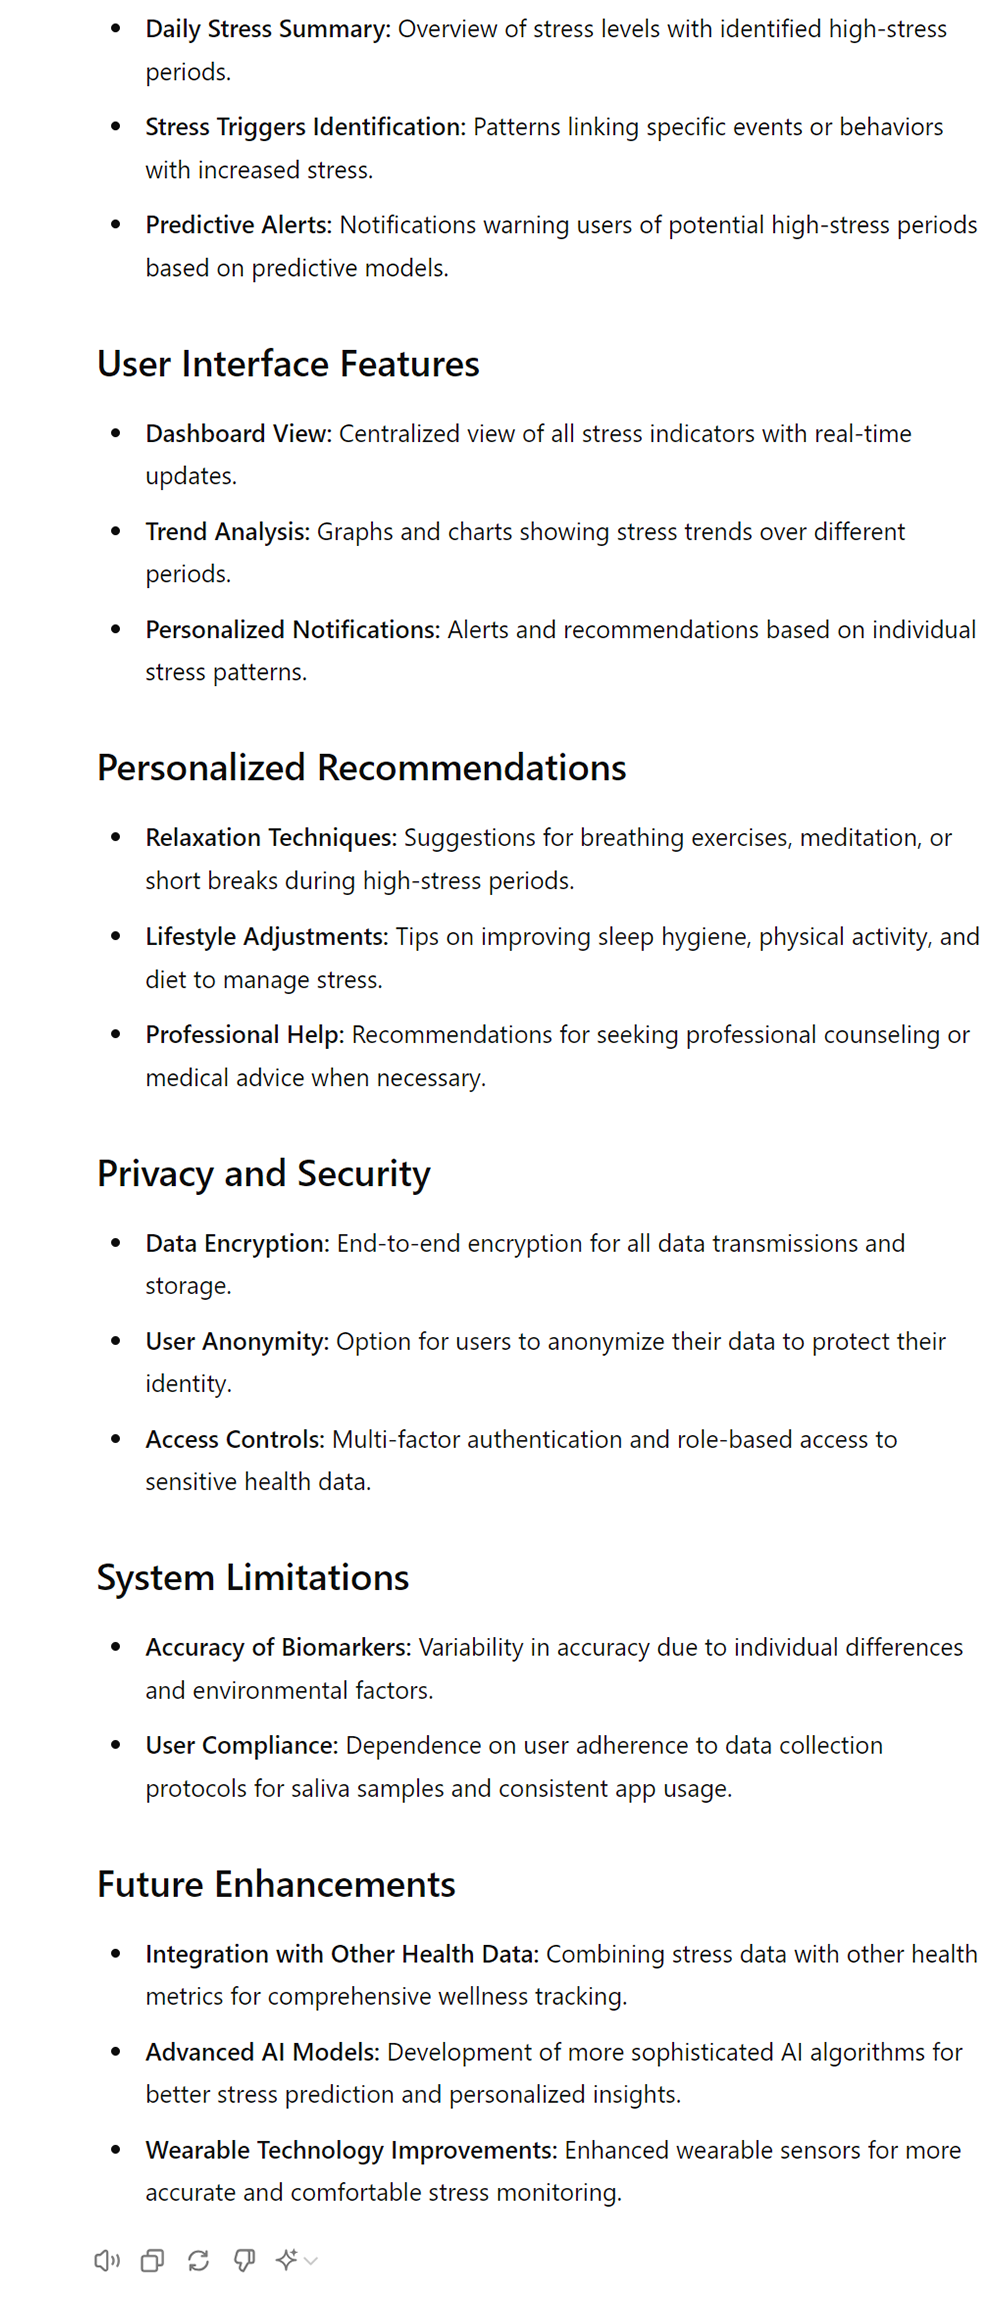 • Daily Stress Summary: Overview of stress levels with identified high-stress
periods.
• Stress Triggers Identification: Patterns linking specific events or behaviors
with increased stress.
• Predictive Alerts: Notifications warning users of potential high-stress periods
based on predictive models.
User Interface Features
• Dashboard View: Centralized view of all stress indicators with real-time
updates.
• Trend Analysis: Graphs and charts showing stress trends over different
periods.
• Personalized Notifications: Alerts and recommendations based on individual
stress patterns.
Personalized Recommendations
• Relaxation Techniques: Suggestions for breathing exercises, meditation, or
short breaks during high-stress periods.
• Lifestyle Adjustments: Tips on improving sleep hygiene, physical activity, and
diet to manage stress.
• Professional Help: Recommendations for seeking professional counseling or
medical advice when necessary.
Privacy and Security
• Data Encryption: End-to-end encryption for all data transmissions and
storage.
• User Anonymity: Option for users to anonymize their data to protect their
identity.
• Access Controls: Multi-factor authentication and role-based access to
sensitive health data.
System Limitations
• Accuracy of Biomarkers: Variability in accuracy due to individual differences
and environmental factors.
• User Compliance: Dependence on user adherence to data collection
protocols for saliva samples and consistent app usage.
Future Enhancements
• Integration with Other Health Data: Combining stress data with other health
metrics for comprehensive wellness tracking.
• Advanced AI Models: Development of more sophisticated AI algorithms for
better stress prediction and personalized insights.
• Wearable Technology Improvements: Enhanced wearable sensors for more
accurate and comfortable stress monitoring.